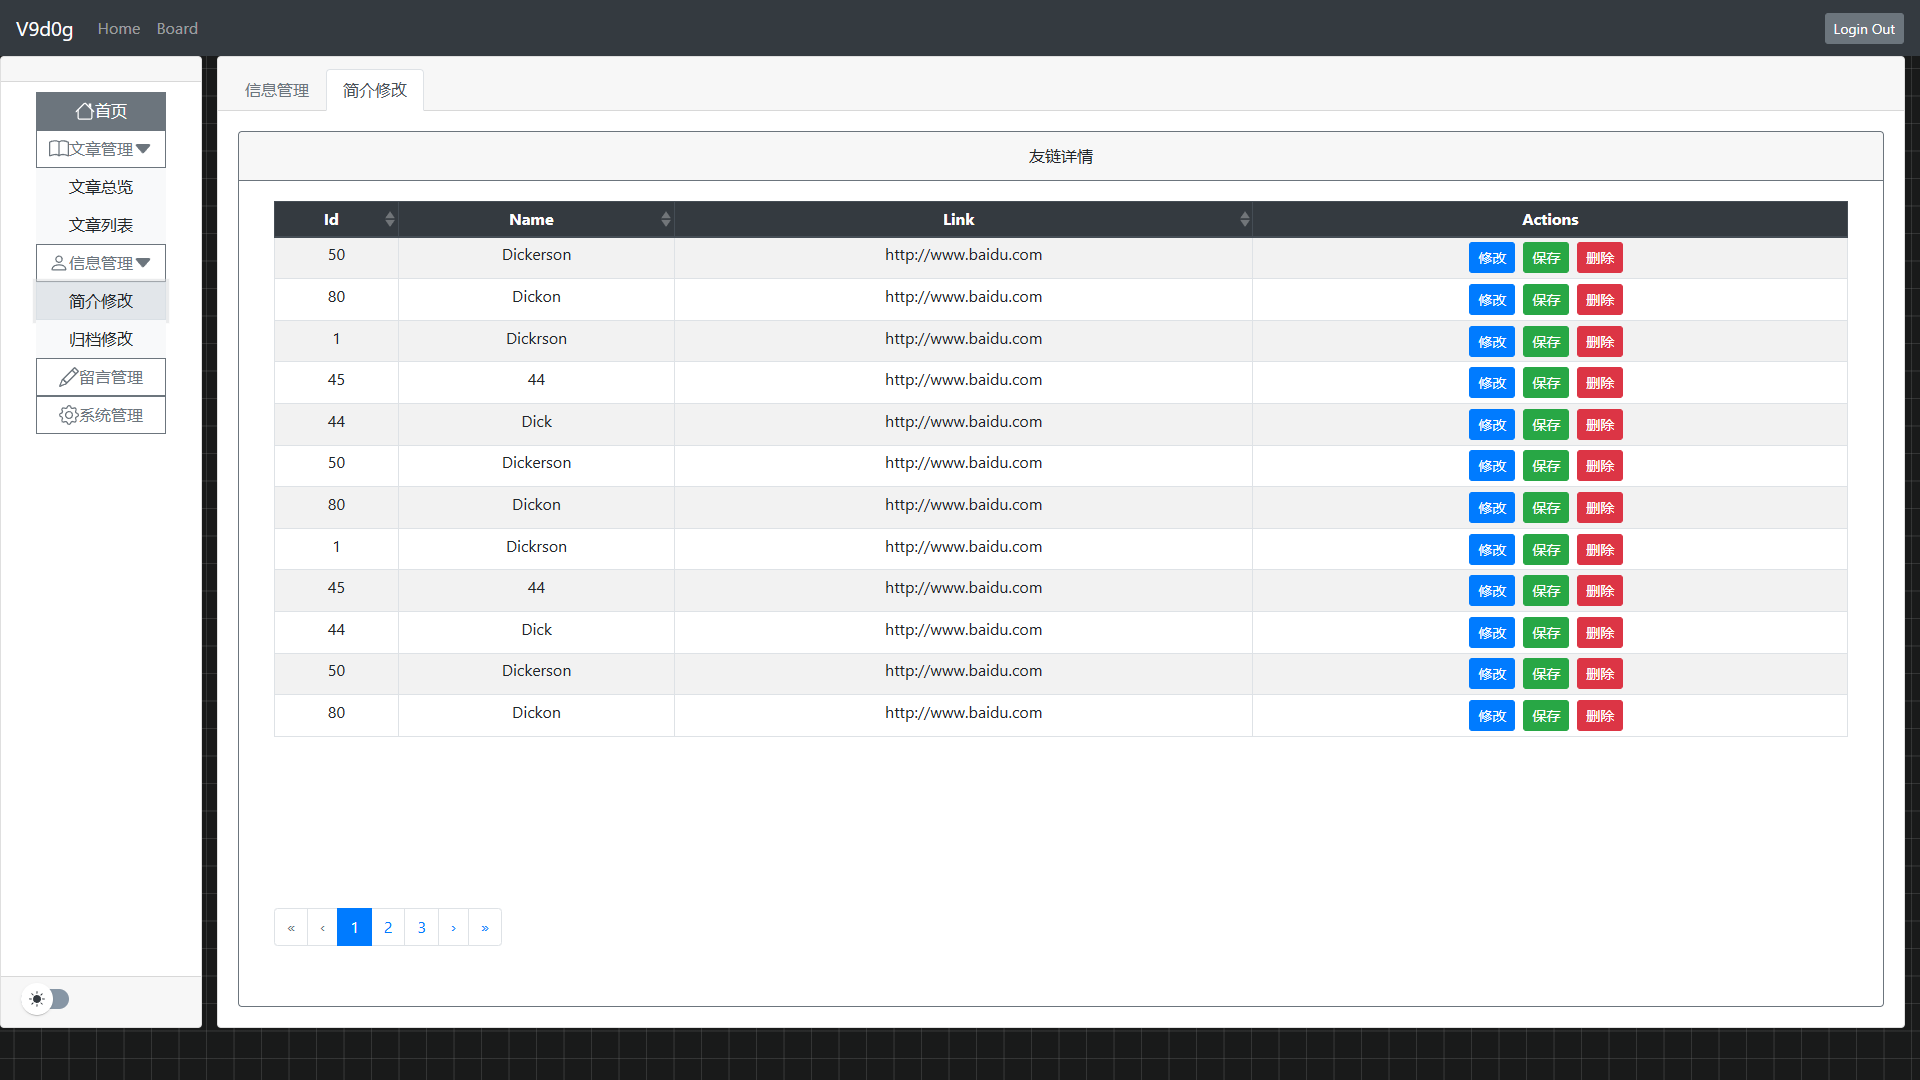 V9d0g Home Board Login Out
首页
文章管理
文章总览
文章列表
信息管理
简介修改
归档修改
留言管理
系统管理
信息管理 简介修改
友链详情
Id Name Link Actions
50 Dickerson http://www.baidu.com 修改 保存 删除
80 Dickon http://www.baidu.com 修改 保存 删除
1 Dickrson http://www.baidu.com 修改 保存 删除
45 44 http://www.baidu.com 修改 保存 删除
44 Dick http://www.baidu.com 修改 保存 删除
50 Dickerson http://www.baidu.com 修改 保存 删除
80 Dickon http://www.baidu.com 修改 保存 删除
1 Dickrson http://www.baidu.com 修改 保存 删除
45 44 http://www.baidu.com 修改 保存 删除
44 Dick http://www.baidu.com 修改 保存 删除
50 Dickerson http://www.baidu.com 修改 保存 删除
80 Dickon http://www.baidu.com 修改 保存 删除
« ‹ 1 2 3 › »